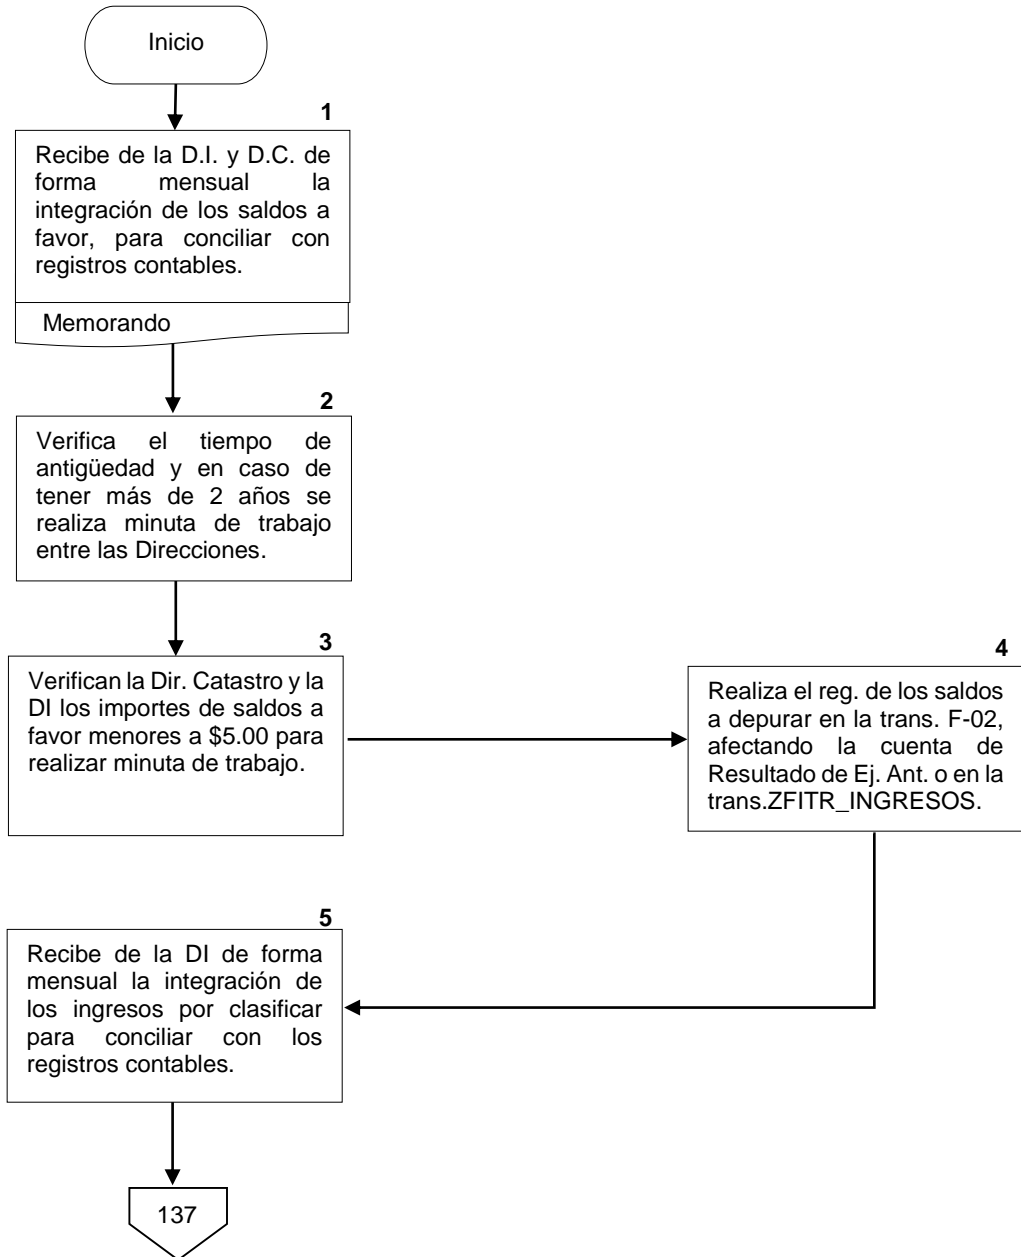 Inicio
1
Recibe de la D.I. y D.C. de
forma mensual la
integración de los saldos a
favor, para conciliar con
registros contables.
Memorando
2
Verifica el tiempo de
antigüedad y en caso de
tener más de 2 años se
realiza minuta de trabajo
entre las Direcciones.
3
Verifican la Dir. Catastro y la
DI los importes de saldos a
favor menores a $5.00 para
realizar minuta de trabajo.
4
Realiza el reg. de los saldos
a depurar en la trans. F-02,
afectando la cuenta de
Resultado de Ej. Ant. o en la
trans.ZFITR_INGRESOS.
5
Recibe de la DI de forma
mensual la integración de
los ingresos por clasificar
para conciliar con los
registros contables.
137